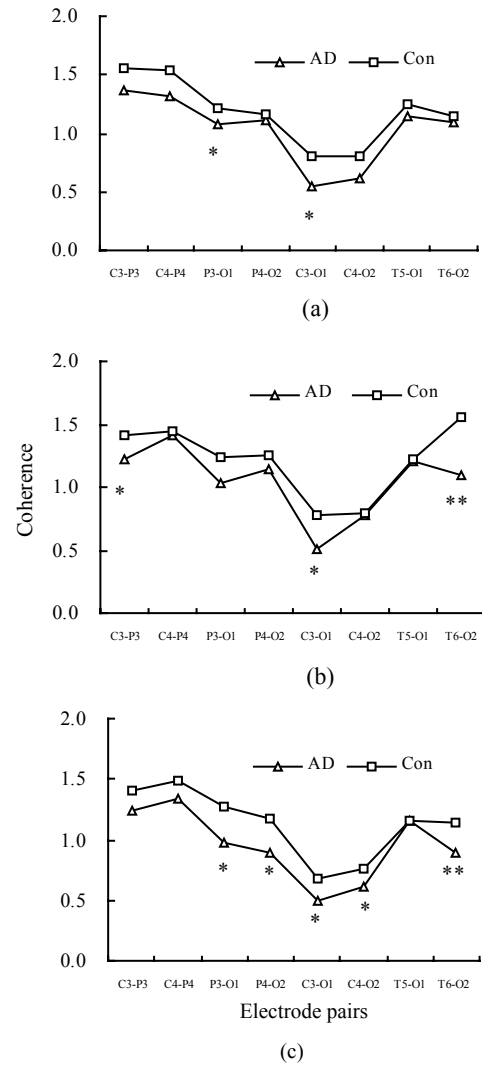 2.0
AD Con
1.5
1.0
*
0.5
*
0.0
C3-P3 C4-P4 P3-O1 P4-O2 C3-O1 C4-O2 T5-O1 T6-O2
(a)
2.0
AD Con
1.5
1.0
* **
0.5
*
0.0
Coherence
C3-P3 C4-P4 P3-O1 P4-O2 C3-O1 C4-O2 T5-O1 T6-O2
(b)
2.0
AD Con
1.5
1.0
* * **
0.5
* *
0.0
C3-P3 C4-P4 P3-O1 P4-O2 C3-O1 C4-O2 T5-O1 T6-O2
Electrode pairs
(c)